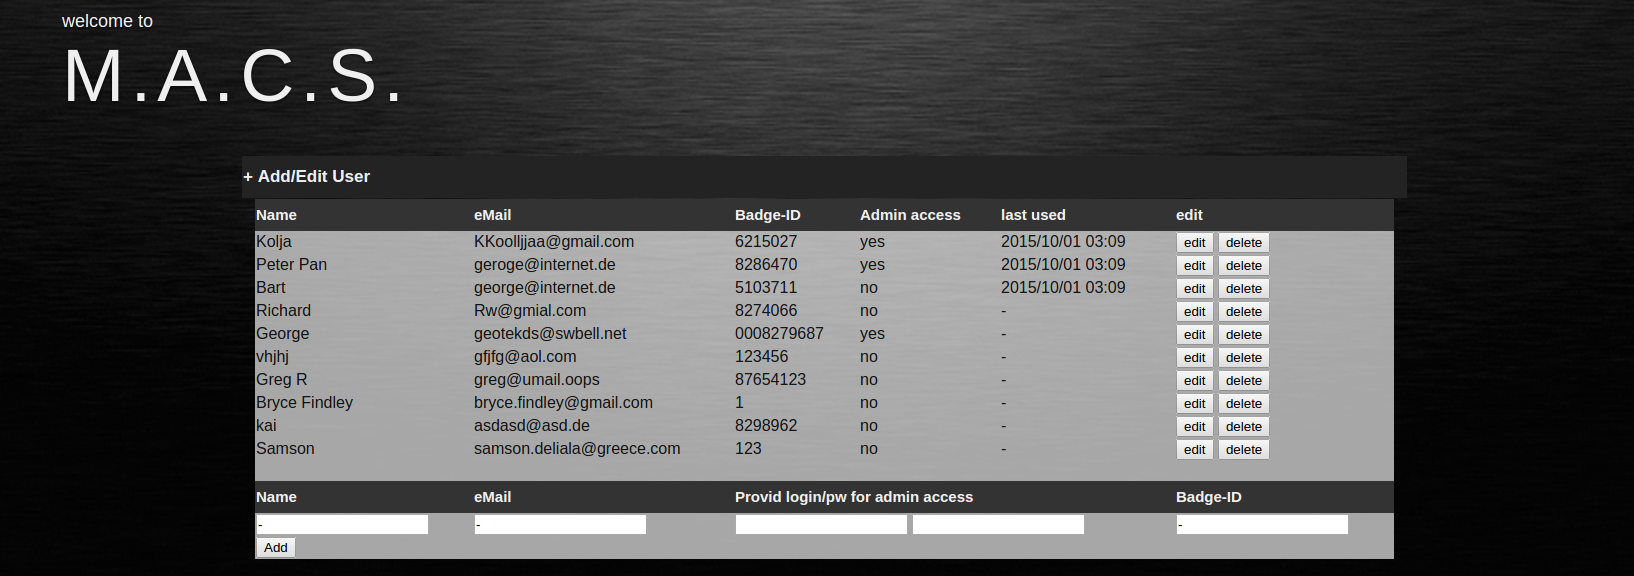 welcome to
M.A.C.S.
+ Add/Edit User
Name eMail Badge-ID Admin access last used edit
Kolja KKoolljjaa@gmail.com 6215027 yes 2015/10/01 03:09 edit delete
Peter Pan geroge@internet.de 8286470 yes 2015/10/01 03:09 edit delete
Bart george@internet.de 5103711 no 2015/10/01 03:09 edit delete
Richard Rw@gmial.com 8274066 no - edit delete
George geotekds@swbell.net 0008279687 yes - edit delete
vhjhj gfjfg@aol.com 123456 no - edit delete
Greg R greg@umail.oops 87654123 no - edit delete
Bryce Findley bryce.findley@gmail.com 1 no - edit delete
kai asdasd@asd.de 8298962 no - edit delete
Samson samson.deliala@greece.com 123 no - edit delete
Name eMail Provid login/pw for admin access Badge-ID
- - -
Add